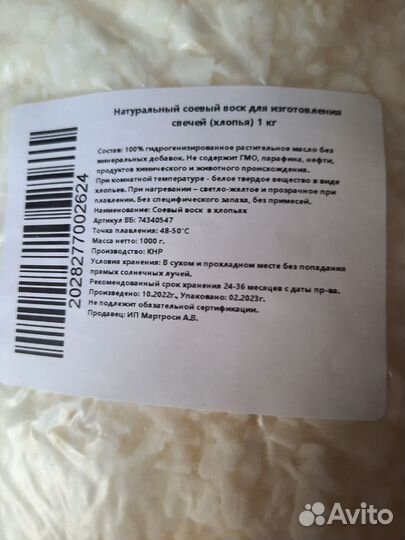 Натуральный соевый воск для изготовления
свечей (хлопья) 1 кг
Состав: 100% гидрогенизированное растительное масло без
минеральных добавок. Не содержит ГМО, парафина, нефти,
продуктов химического и животного происхождения.
При комнатной температуре - белое твердое вещество в виде
хлопьев. При нагревании – светло-желтое и прозрачное при
плавлении. Без специфического запаха, без примесей.
Наименование: Соевый воск в хлопьях
Артикул ВБ: 74340547
Точка плавления: 48-50°С
Масса нетто: 1000 г.
Производство: КНР
Условия хранения: В сухом и прохладном месте без попадания
прямых солнечных лучей.
Рекомендованный срок хранения 24-36 месяцев с даты пр-ва.
Произведено: 10.2022г., Упаковано: 02.2023г.
Не подлежит обязательной сертификации.
Продавец: ИП Мартроси А.В.
2028277002624
Avito